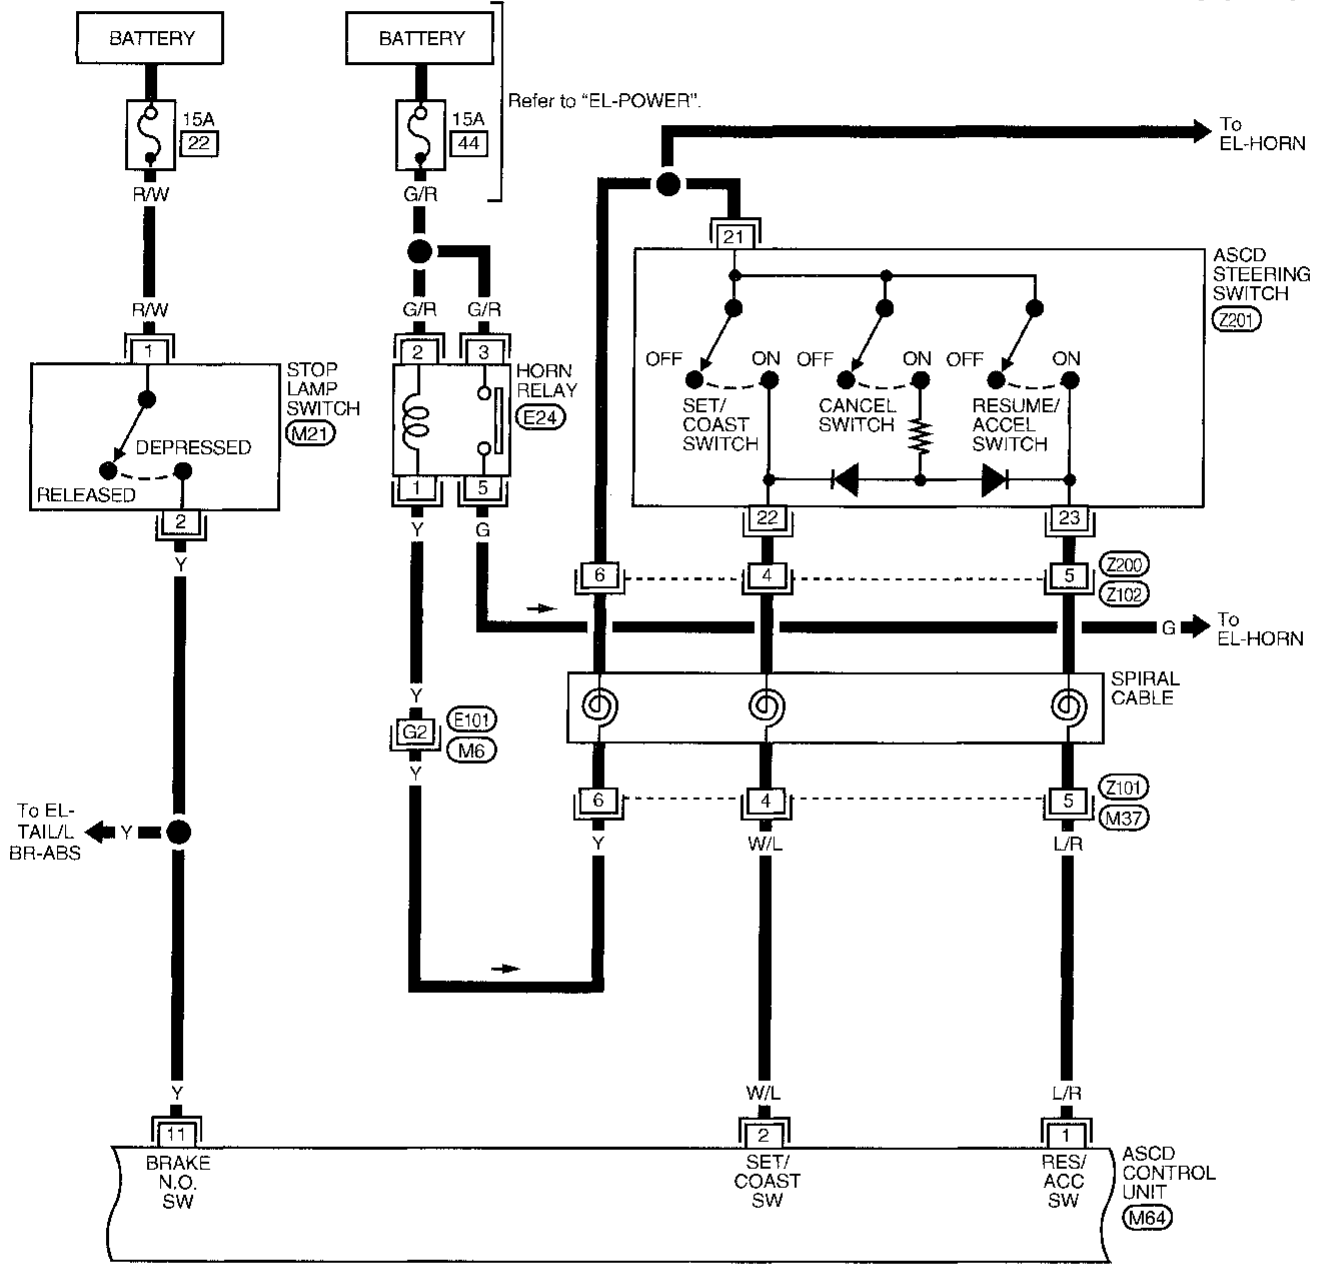 BATTERY
BATTERY
Refer to "EL-POWER".
15A
22
15A
44
To
EL-HORN
R/W
G/R
21
ASCD
STEERING
SWITCH
Z201
R/W
G/R
G/R
1
2
3
STOP
LAMP
SWITCH
M21
HORN
RELAY
E24
OFF
ON
OFF
ON
OFF
ON
SET/
COAST
SWITCH
CANCEL
SWITCH
RESUME/
ACCEL
SWITCH
DEPRESSED
RELEASED
2
1
5
22
23
Y
Y
G
6
4
5
Z200
Z102
G
To
EL-HORN
SPIRAL
CABLE
Y
G2
E101
M6
Y
6
4
5
Z101
M37
To EL-
TAIL/L
BR-ABS
Y
Y
W/L
L/R
Y
W/L
L/R
11
2
1
BRAKE
N.O.
SW
SET/
COAST
SW
RES/
ACC
SW
ASCD
CONTROL
UNIT
M64